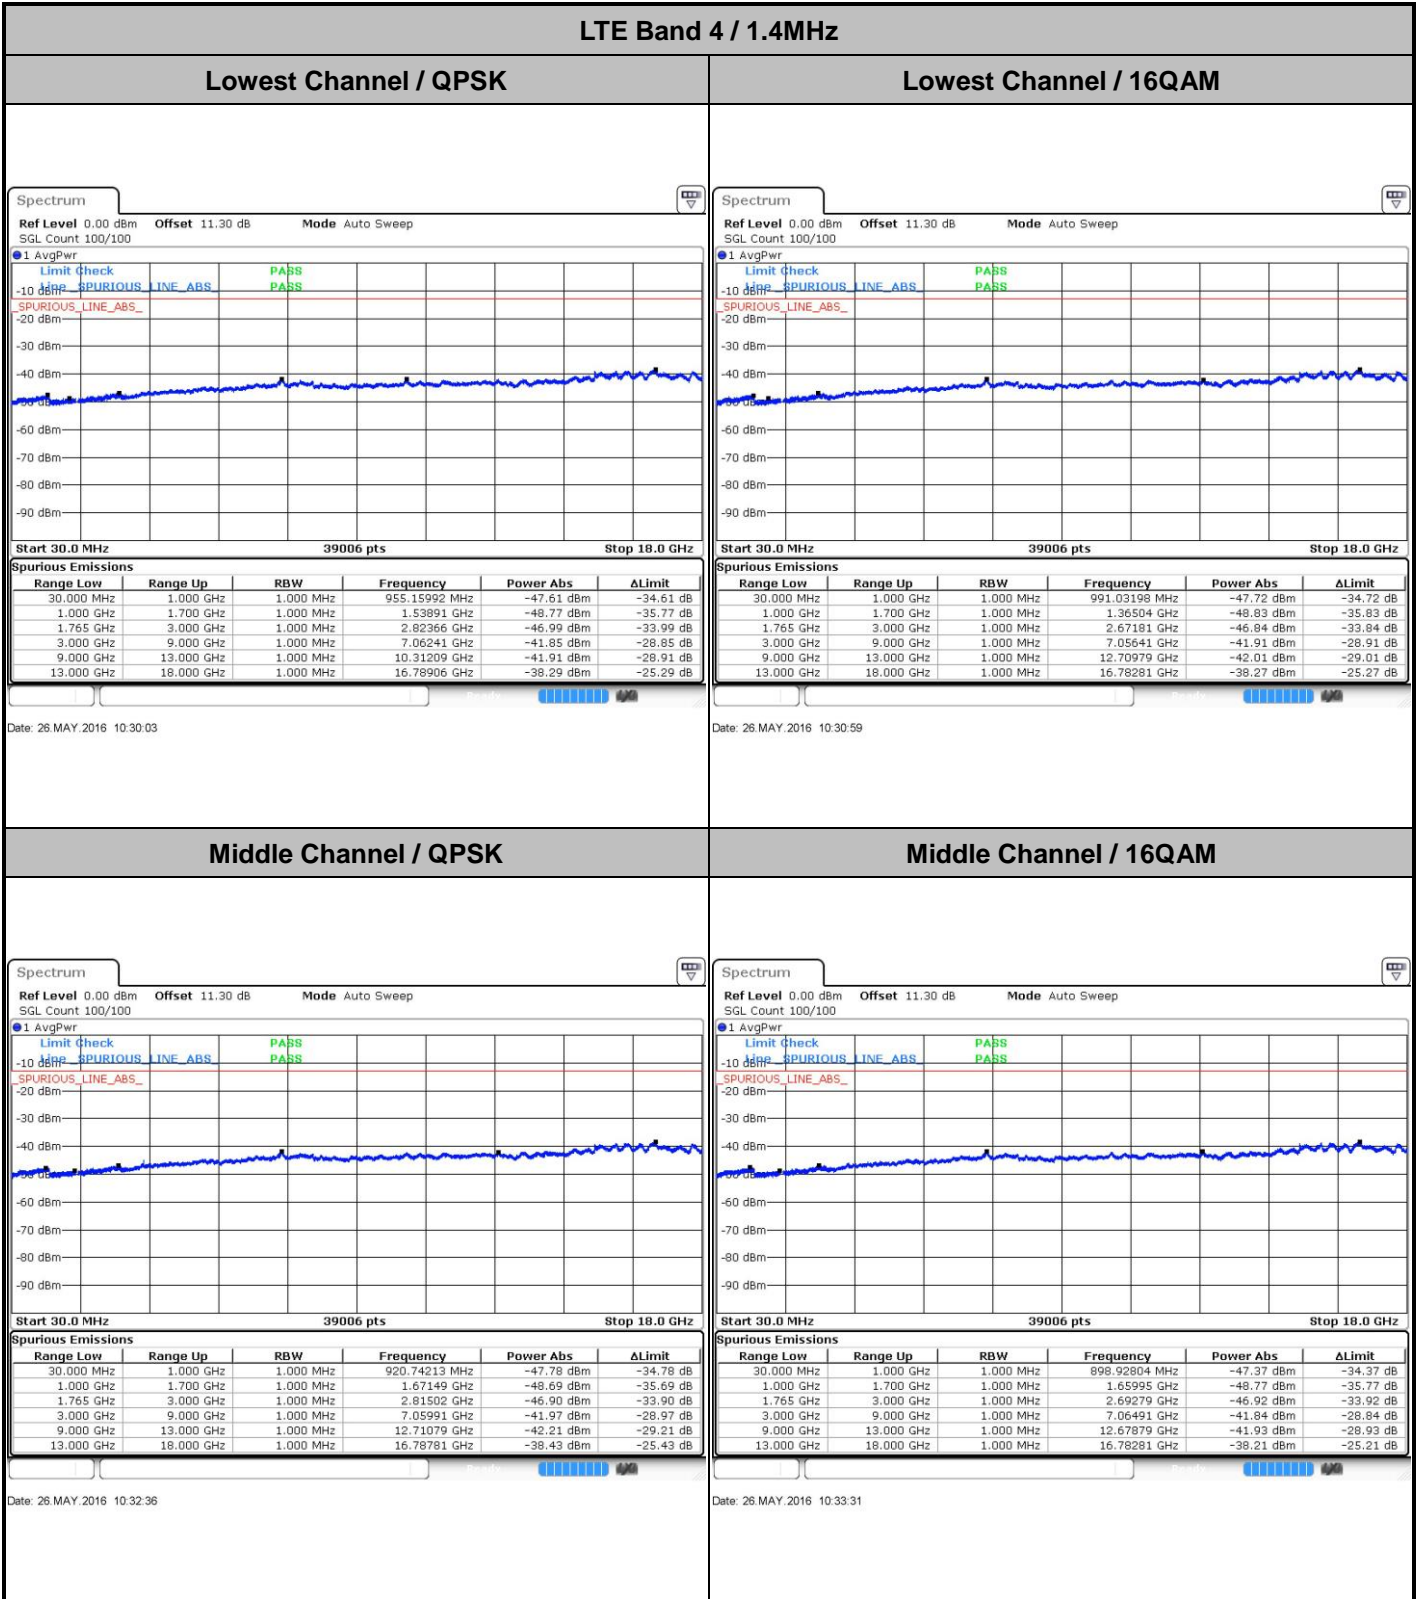 LTE Band 4 / 1.4MHz
Lowest Channel / QPSK
Lowest Channel / 16QAM
Spectrum
Ref Level 0.00 dBm Offset 11.30 dB Mode Auto Sweep
SGL Count 100/100
1 AvgPwr
Limit Check PASS
-10 dBm Line _SPURIOUS_LINE_ABS_ PASS
_SPURIOUS_LINE_ABS_
-20 dBm
-30 dBm
-40 dBm
-50 dBm
-60 dBm
-70 dBm
-80 dBm
-90 dBm
Start 30.0 MHz 39006 pts Stop 18.0 GHz
Spurious Emissions
Range Low Range Up RBW Frequency Power Abs ΔLimit
30.000 MHz 1.000 GHz 1.000 MHz 955.15992 MHz -47.61 dBm -34.61 dB
1.000 GHz 1.700 GHz 1.000 MHz 1.53891 GHz -48.77 dBm -35.77 dB
1.765 GHz 3.000 GHz 1.000 MHz 2.82366 GHz -46.99 dBm -33.99 dB
3.000 GHz 9.000 GHz 1.000 MHz 7.06241 GHz -41.85 dBm -28.85 dB
9.000 GHz 13.000 GHz 1.000 MHz 10.31209 GHz -41.91 dBm -28.91 dB
13.000 GHz 18.000 GHz 1.000 MHz 16.78906 GHz -38.29 dBm -25.29 dB
Date: 26.MAY.2016 10:30:03
Spectrum
Ref Level 0.00 dBm Offset 11.30 dB Mode Auto Sweep
SGL Count 100/100
1 AvgPwr
Limit Check PASS
-10 dBm Line _SPURIOUS_LINE_ABS_ PASS
_SPURIOUS_LINE_ABS_
-20 dBm
-30 dBm
-40 dBm
-50 dBm
-60 dBm
-70 dBm
-80 dBm
-90 dBm
Start 30.0 MHz 39006 pts Stop 18.0 GHz
Spurious Emissions
Range Low Range Up RBW Frequency Power Abs ΔLimit
30.000 MHz 1.000 GHz 1.000 MHz 991.03198 MHz -47.72 dBm -34.72 dB
1.000 GHz 1.700 GHz 1.000 MHz 1.36504 GHz -48.83 dBm -35.83 dB
1.765 GHz 3.000 GHz 1.000 MHz 2.67181 GHz -46.84 dBm -33.84 dB
3.000 GHz 9.000 GHz 1.000 MHz 7.05641 GHz -41.91 dBm -28.91 dB
9.000 GHz 13.000 GHz 1.000 MHz 12.70979 GHz -42.01 dBm -29.01 dB
13.000 GHz 18.000 GHz 1.000 MHz 16.78281 GHz -38.27 dBm -25.27 dB
Date: 26.MAY.2016 10:30:59
Middle Channel / QPSK
Middle Channel / 16QAM
Spectrum
Ref Level 0.00 dBm Offset 11.30 dB Mode Auto Sweep
SGL Count 100/100
1 AvgPwr
Limit Check PASS
-10 dBm Line _SPURIOUS_LINE_ABS_ PASS
_SPURIOUS_LINE_ABS_
-20 dBm
-30 dBm
-40 dBm
-50 dBm
-60 dBm
-70 dBm
-80 dBm
-90 dBm
Start 30.0 MHz 39006 pts Stop 18.0 GHz
Spurious Emissions
Range Low Range Up RBW Frequency Power Abs ΔLimit
30.000 MHz 1.000 GHz 1.000 MHz 920.74213 MHz -47.78 dBm -34.78 dB
1.000 GHz 1.700 GHz 1.000 MHz 1.67149 GHz -48.69 dBm -35.69 dB
1.765 GHz 3.000 GHz 1.000 MHz 2.81502 GHz -46.90 dBm -33.90 dB
3.000 GHz 9.000 GHz 1.000 MHz 7.05991 GHz -41.97 dBm -28.97 dB
9.000 GHz 13.000 GHz 1.000 MHz 12.71079 GHz -42.21 dBm -29.21 dB
13.000 GHz 18.000 GHz 1.000 MHz 16.78781 GHz -38.43 dBm -25.43 dB
Date: 26.MAY.2016 10:32:36
Spectrum
Ref Level 0.00 dBm Offset 11.30 dB Mode Auto Sweep
SGL Count 100/100
1 AvgPwr
Limit Check PASS
-10 dBm Line _SPURIOUS_LINE_ABS_ PASS
_SPURIOUS_LINE_ABS_
-20 dBm
-30 dBm
-40 dBm
-50 dBm
-60 dBm
-70 dBm
-80 dBm
-90 dBm
Start 30.0 MHz 39006 pts Stop 18.0 GHz
Spurious Emissions
Range Low Range Up RBW Frequency Power Abs ΔLimit
30.000 MHz 1.000 GHz 1.000 MHz 898.92804 MHz -47.37 dBm -34.37 dB
1.000 GHz 1.700 GHz 1.000 MHz 1.65995 GHz -48.77 dBm -35.77 dB
1.765 GHz 3.000 GHz 1.000 MHz 2.69279 GHz -46.92 dBm -33.92 dB
3.000 GHz 9.000 GHz 1.000 MHz 7.06491 GHz -41.84 dBm -28.84 dB
9.000 GHz 13.000 GHz 1.000 MHz 12.67879 GHz -41.93 dBm -28.93 dB
13.000 GHz 18.000 GHz 1.000 MHz 16.78281 GHz -38.21 dBm -25.21 dB
Date: 26.MAY.2016 10:33:31